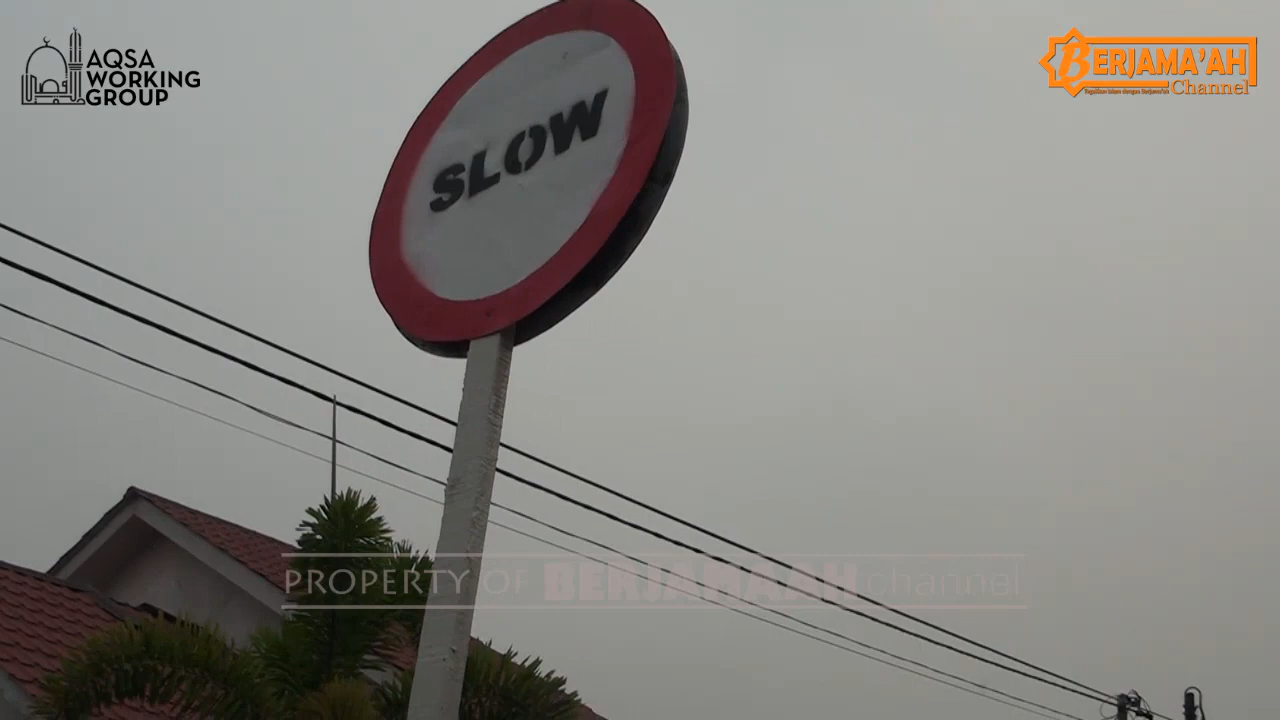 AQSA
WORKING
GROUP
BERJAMA'AH
Channel
SLOW
PROPERTY OF BERJAMAAH channel